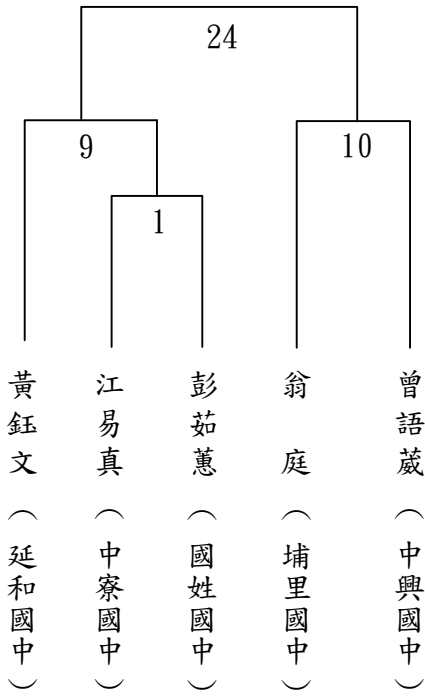 24
9
10
1
黃鈺文（延和國中）
江易真（中寮國中）
彭茹蕙（國姓國中）
翁庭（埔里國中）
曾語葳（中興國中）